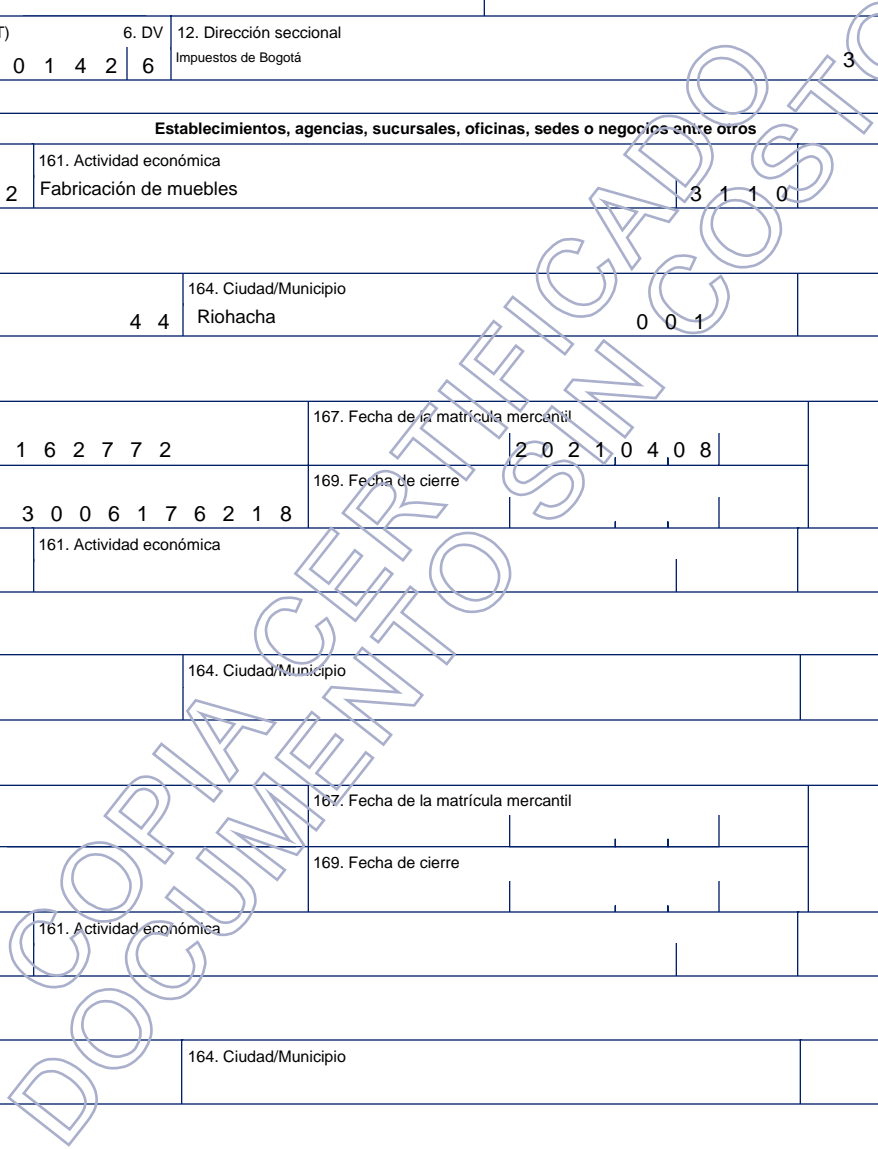 T) 6. DV 12. Dirección seccional
0 1 4 2 6 Impuestos de Bogotá 3
Establecimientos, agencias, sucursales, oficinas, sedes o negocios entre otros
161. Actividad económica
2 Fabricación de muebles 3 1 1 0
164. Ciudad/Municipio
4 4 Riohacha 0 0 1
167. Fecha de la matrícula mercantil
1 6 2 7 7 2 2 0 2 1 0 4 0 8
169. Fecha de cierre
3 0 0 6 1 7 6 2 1 8
161. Actividad económica
164. Ciudad/Municipio
167. Fecha de la matrícula mercantil
169. Fecha de cierre
161. Actividad económica
164. Ciudad/Municipio
COPIA CERTIFICADO
DOCUMENTO SIN COSTO